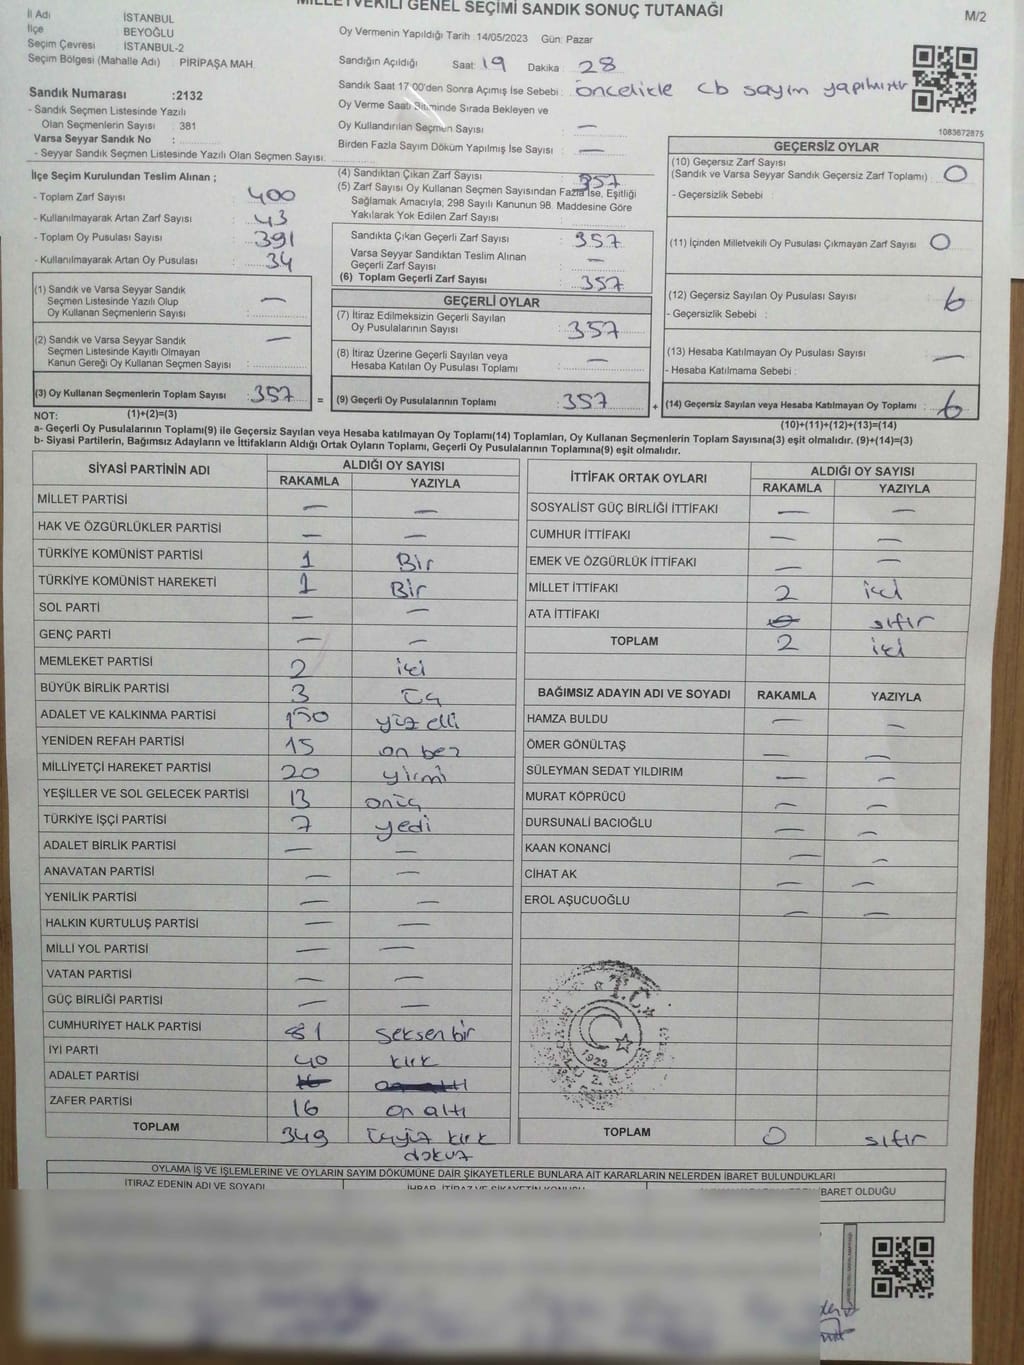 MİLLETVEKİLİ GENEL SEÇİMİ SANDIK SONUÇ TUTANAĞI
M/2
İl Adı İSTANBUL
İlçe BEYOĞLU
Seçim Çevresi İSTANBUL-2
Seçim Bölgesi (Mahalle Adı) PİRİPAŞA MAH.
Sandık Numarası :2132
- Sandık Seçmen Listesinde Yazılı
Olan Seçmenlerin Sayısı : 381
Varsa Seyyar Sandık No :
- Seyyar Sandık Seçmen Listesinde Yazılı Olan Seçmen Sayısı:
Oy Vermenin Yapıldığı Tarih :14/05/2023 Gün: Pazar
Sandığın Açıldığı Saat: 19 Dakika : 28
Sandık Saat 17:00'den Sonra Açımış İse Sebebi : öncelikle cb sayım yapılmıştır
Oy Verme Saati Bitiminde Sırada Bekleyen ve
Oy Kullandırılan Seçmen Sayısı : —
Birden Fazla Sayım Döküm Yapılmış İse Sayısı : —
1083672875
İlçe Seçim Kurulundan Teslim Alınan ;
- Toplam Zarf Sayısı : 400
- Kullanılmayarak Artan Zarf Sayısı : 43
- Toplam Oy Pusulası Sayısı : 391
- Kullanılmayarak Artan Oy Pusulası : 34
(4) Sandıktan Çıkan Zarf Sayısı : 357
(5) Zarf Sayısı Oy Kullanan Seçmen Sayısından Fazla İse, Eşitliği
Sağlamak Amacıyla; 298 Sayılı Kanunun 98. Maddesine Göre
Yakılarak Yok Edilen Zarf Sayısı :
Sandıkta Çıkan Geçerli Zarf Sayısı : 357
Varsa Seyyar Sandıktan Teslim Alınan
Geçerli Zarf Sayısı : —
(6) Toplam Geçerli Zarf Sayısı : 357
GEÇERSİZ OYLAR
(10) Geçersiz Zarf Sayısı
(Sandık ve Varsa Seyyar Sandık Geçersiz Zarf Toplamı) : 0
- Geçersizlik Sebebi :
(11) İçinden Milletvekili Oy Pusulası Çıkmayan Zarf Sayısı : 0
(12) Geçersiz Sayılan Oy Pusulası Sayısı : 6
- Geçersizlik Sebebi :
(13) Hesaba Katılmayan Oy Pusulası Sayısı : —
- Hesaba Katılmama Sebebi :
(14) Geçersiz Sayılan veya Hesaba Katılmayan Oy Toplamı : 6
(10)+(11)+(12)+(13)=(14)
(1) Sandık ve Varsa Seyyar Sandık
Seçmen Listesinde Yazılı Olup
Oy Kullanan Seçmenlerin Sayısı : —
(2) Sandık ve Varsa Seyyar Sandık
Seçmen Listesinde Kayıtlı Olmayan
Kanun Gereği Oy Kullanan Seçmen Sayısı : —
(3) Oy Kullanan Seçmenlerin Toplam Sayısı : 357 =
(1)+(2)=(3)
GEÇERLİ OYLAR
(7) İtiraz Edilmeksizin Geçerli Sayılan
Oy Pusulalarının Sayısı : 357
(8) İtiraz Üzerine Geçerli Sayılan veya
Hesaba Katılan Oy Pusulası Toplamı : —
(9) Geçerli Oy Pusulalarının Toplamı : 357 +
NOT:
a- Geçerli Oy Pusulalarının Toplamı(9) ile Geçersiz Sayılan veya Hesaba katılmayan Oy Toplamı(14) Toplamları, Oy Kullanan Seçmenlerin Toplam Sayısına(3) eşit olmalıdır. (9)+(14)=(3)
b- Siyasi Partilerin, Bağımsız Adayların ve İttifakların Aldığı Ortak Oyların Toplamı, Geçerli Oy Pusulalarının Toplamına(9) eşit olmalıdır.
SİYASİ PARTİNİN ADI ALDIĞI OY SAYISI
RAKAMLA YAZIYLA
MİLLET PARTİSİ — —
HAK VE ÖZGÜRLÜKLER PARTİSİ — —
TÜRKİYE KOMÜNİST PARTİSİ 1 Bir
TÜRKİYE KOMÜNİST HAREKETİ 1 Bir
SOL PARTİ — —
GENÇ PARTİ — —
MEMLEKET PARTİSİ 2 iki
BÜYÜK BİRLİK PARTİSİ 3 Üç
ADALET VE KALKINMA PARTİSİ 150 yüz elli
YENİDEN REFAH PARTİSİ 15 on beş
MİLLİYETÇİ HAREKET PARTİSİ 20 yirmi
YEŞİLLER VE SOL GELECEK PARTİSİ 13 onüç
TÜRKİYE İŞÇİ PARTİSİ 7 yedi
ADALET BİRLİK PARTİSİ — —
ANAVATAN PARTİSİ — —
YENİLİK PARTİSİ — —
HALKIN KURTULUŞ PARTİSİ — —
MİLLİ YOL PARTİSİ — —
VATAN PARTİSİ — —
GÜÇ BİRLİĞİ PARTİSİ — —
CUMHURİYET HALK PARTİSİ 81 seksen bir
İYİ PARTİ 40 kırk
ADALET PARTİSİ 16 on altı
ZAFER PARTİSİ 16 on altı
TOPLAM 349 üçyüz kırk
dokuz
İTTİFAK ORTAK OYLARI ALDIĞI OY SAYISI
RAKAMLA YAZIYLA
SOSYALİST GÜÇ BİRLİĞİ İTTİFAKI — —
CUMHUR İTTİFAKI — —
EMEK VE ÖZGÜRLÜK İTTİFAKI — —
MİLLET İTTİFAKI 2 iki
ATA İTTİFAKI 0 sıfır
TOPLAM 2 iki
BAĞIMSIZ ADAYIN ADI VE SOYADI RAKAMLA YAZIYLA
HAMZA BULDU — —
ÖMER GÖNÜLTAŞ — —
SÜLEYMAN SEDAT YILDIRIM — —
MURAT KÖPRÜCÜ — —
DURSUNALİ BACIOĞLU — —
KAAN KONANCİ — —
CİHAT AK — —
EROL AŞUCUOĞLU — —
T.C.
1923
TOPLAM 0 sıfır
OYLAMA İŞ VE İŞLEMLERİNE VE OYLARIN SAYIM DÖKÜMÜNE DAİR ŞİKAYETLERLE BUNLARA AİT KARARLARIN NELERDEN İBARET BULUNDUKLARI
İTİRAZ EDENİN ADI VE SOYADI
İHBAR, İTİRAZ VE ŞİKAYETİN KONUSU
İBARET OLDUĞU